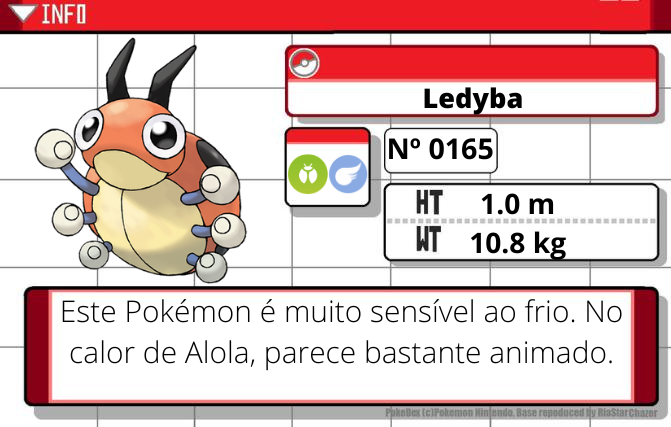 INFO
Ledyba
Nº 0165
HT 1.0 m
WT 10.8 kg
Este Pokémon é muito sensível ao frio. No
calor de Alola, parece bastante animado.
PokeDex (c)Pokemon Nintendo. Base repoduced by RiaStarChazer